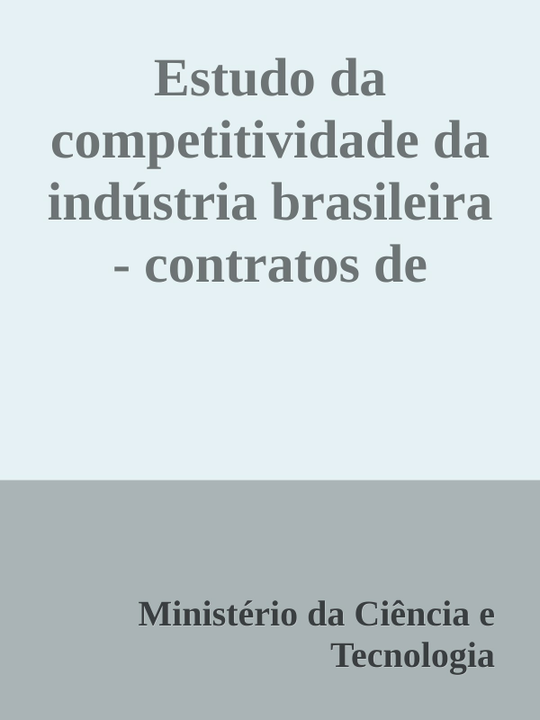 Estudo da
competitividade da
indústria brasileira
- contratos de
Ministério da Ciência e
Tecnologia